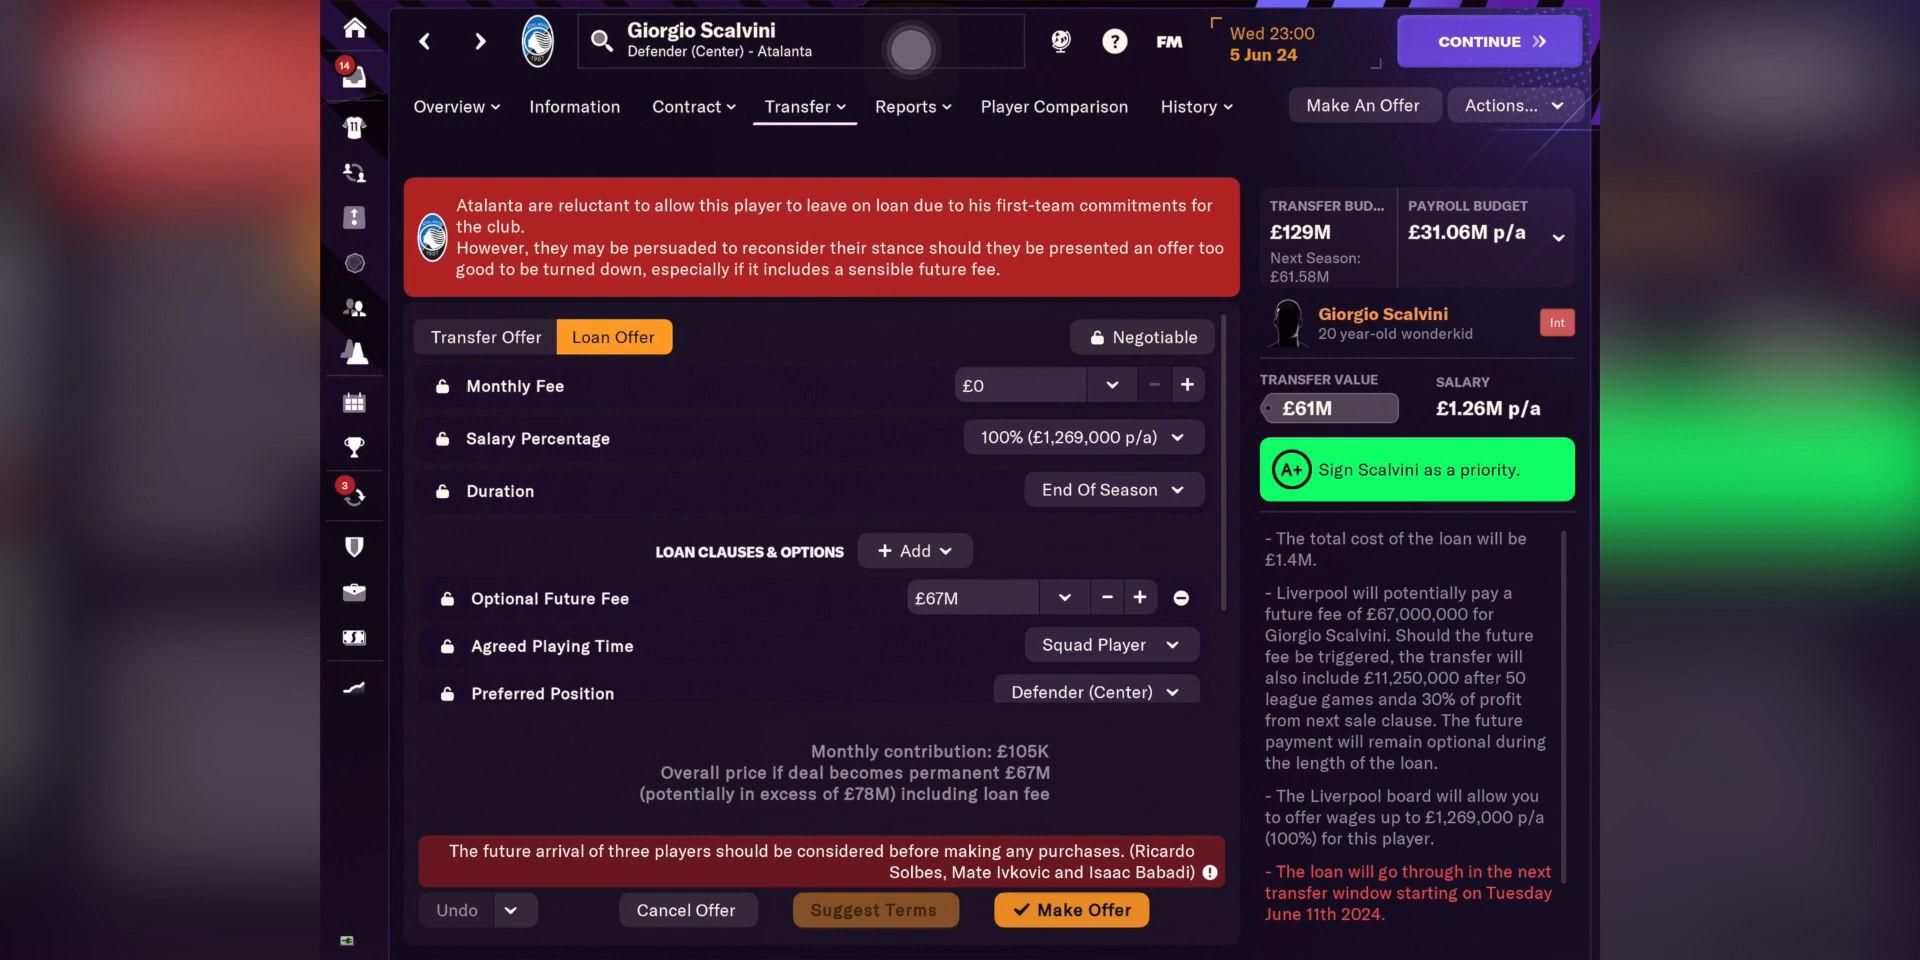 Giorgio Scalvini
Defender (Center) - Atalanta
FM
Wed 23:00
5 Jun 24
CONTINUE
14
Overview
Information
Contract
Transfer
Reports
Player Comparison
History
Make An Offer
Actions...
11
3
Atalanta are reluctant to allow this player to leave on loan due to his first-team commitments for
the club.
However, they may be persuaded to reconsider their stance should they be presented an offer too
good to be turned down, especially if it includes a sensible future fee.
Transfer Offer
Loan Offer
Negotiable
Monthly Fee
£0
Salary Percentage
100% (£1,269,000 p/a)
Duration
End Of Season
LOAN CLAUSES & OPTIONS
+ Add
Optional Future Fee
£67M
Agreed Playing Time
Squad Player
Preferred Position
Defender (Center)
Monthly contribution: £105K
Overall price if deal becomes permanent £67M
(potentially in excess of £78M) including loan fee
The future arrival of three players should be considered before making any purchases. (Ricardo
Solbes, Mate Ivkovic and Isaac Babadi)
Undo
Cancel Offer
Suggest Terms
Make Offer
TRANSFER BUD...
£129M
Next Season:
£61.58M
PAYROLL BUDGET
£31.06M p/a
Giorgio Scalvini
20 year-old wonderkid
Int
TRANSFER VALUE
£61M
SALARY
£1.26M p/a
A+
Sign Scalvini as a priority.
- The total cost of the loan will be
£1.4M.
- Liverpool will potentially pay a
future fee of £67,000,000 for
Giorgio Scalvini. Should the future
fee be triggered, the transfer will
also include £11,250,000 after 50
league games anda 30% of profit
from next sale clause. The future
payment will remain optional during
the length of the loan.
- The Liverpool board will allow you
to offer wages up to £1,269,000 p/a
(100%) for this player.
- The loan will go through in the next
transfer window starting on Tuesday
June 11th 2024.